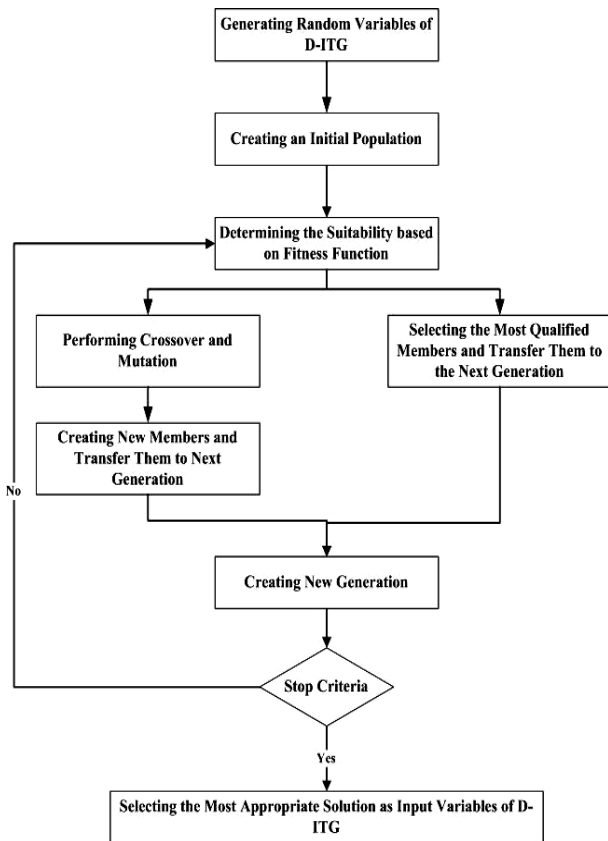 Generating Random Variables of
D-ITG
Creating an Initial Population
Determining the Suitability based
on Fitness Function
Performing Crossover and
Mutation
Selecting the Most Qualified
Members and Transfer Them to
the Next Generation
Creating New Members and
Transfer Them to Next
Generation
No
Creating New Generation
Stop Criteria
Yes
Selecting the Most Appropriate Solution as Input Variables of D-
ITG